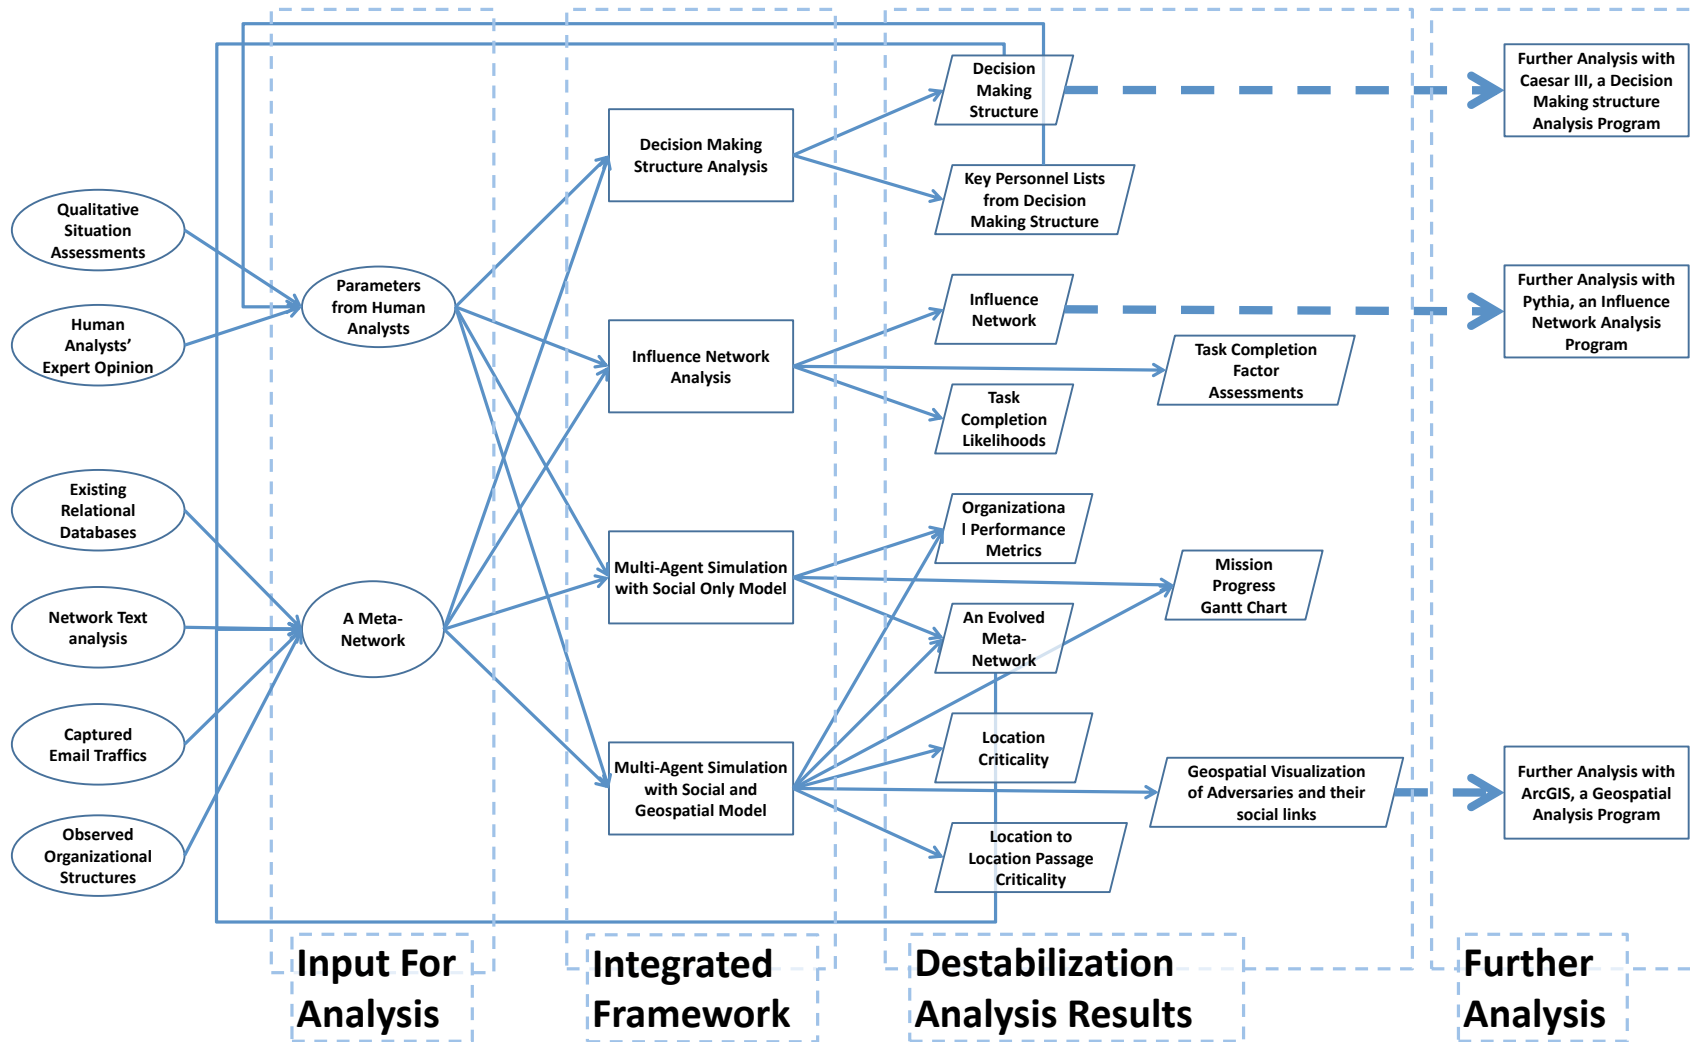 Qualitative
Situation
Assessments
Human
Analysts'
Expert Opinion
Existing
Relational
Databases
Network Text
analysis
Captured
Email Traffics
Observed
Organizational
Structures
Parameters
from Human
Analysts
A Meta-
Network
Decision Making
Structure Analysis
Influence Network
Analysis
Multi-Agent Simulation
with Social Only Model
Multi-Agent Simulation
with Social and
Geospatial Model
Decision
Making
Structure
Key Personnel Lists
from Decision
Making Structure
Influence
Network
Task Completion
Factor
Assessments
Task
Completion
Likelihoods
Organizationa
l Performance
Metrics
Mission
Progress
Gantt Chart
An Evolved
Meta-
Network
Location
Criticality
Geospatial Visualization
of Adversaries and their
social links
Location to
Location Passage
Criticality
Further Analysis with
Caesar III, a Decision
Making structure
Analysis Program
Further Analysis with
Pythia, an Influence
Network Analysis
Program
Further Analysis with
ArcGIS, a Geospatial
Analysis Program
Input For
Analysis
Integrated
Framework
Destabilization
Analysis Results
Further
Analysis